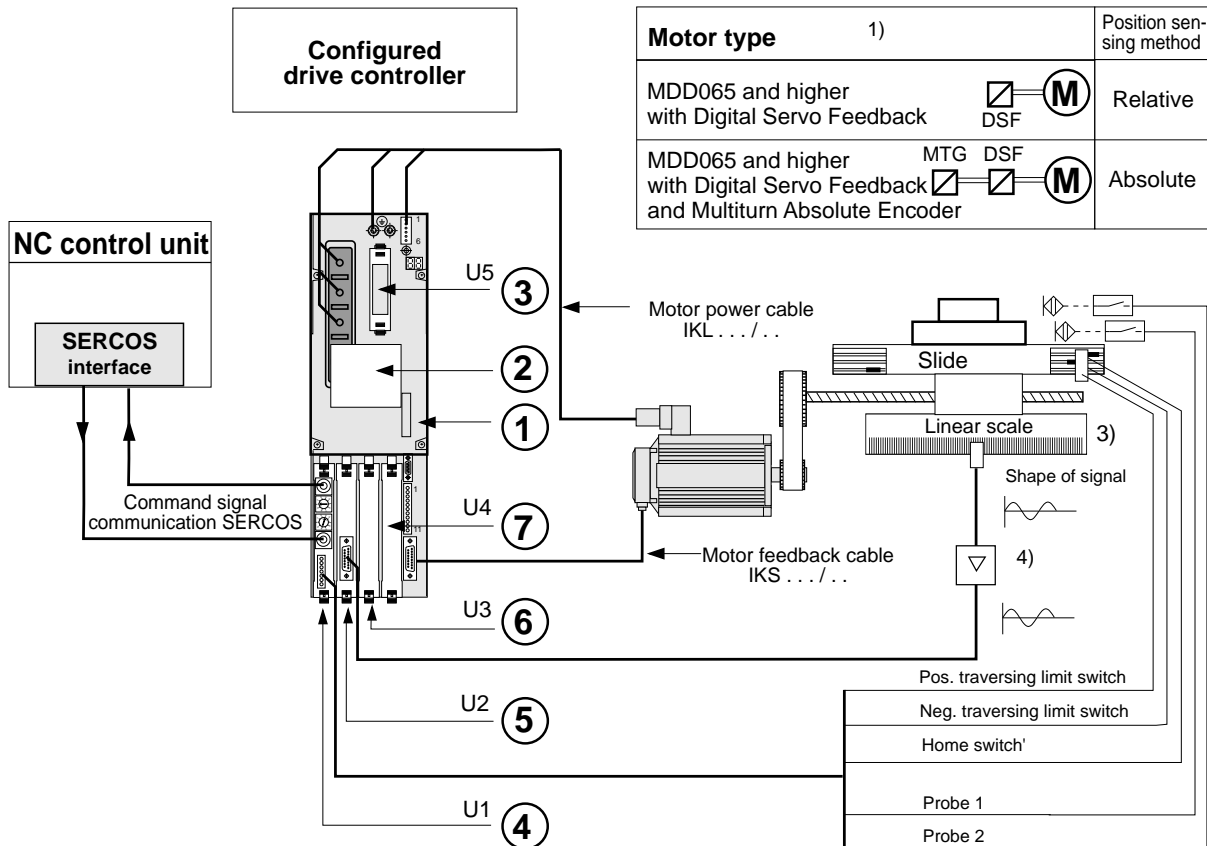 Configured
drive controller
Motor type 1)
Position sen-
sing method
MDD065 and higher
with Digital Servo Feedback
DSF
M
Relative
MDD065 and higher
with Digital Servo Feedback
and Multiturn Absolute Encoder
MTG DSF
M
Absolute
NC control unit
SERCOS
interface
Command signal
communication SERCOS
1
6
U5
3
2
1
1
11
U4
7
U3
6
U2
5
U1
4
Motor power cable
IKL . . . / . .
Motor feedback cable
IKS . . . / . .
Slide
Linear scale
3)
Shape of signal
4)
Pos. traversing limit switch
Neg. traversing limit switch
Home switch'
Probe 1
Probe 2